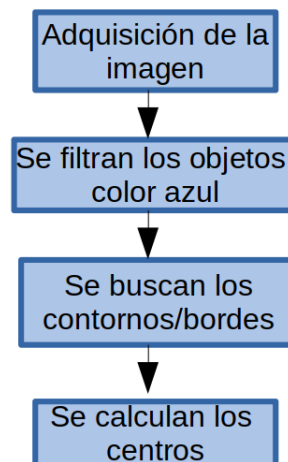 Adquisición de la
imagen
Se filtran los objetos
color azul
Se buscan los
contornos/bordes
Se calculan los
centros